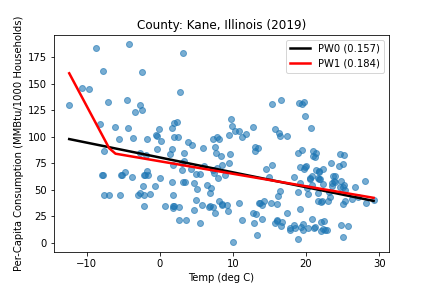 County: Kane, Illinois (2019)
PW0 (0.157)
PW1 (0.184)
Per-Capita Consumption (MMBtu/1000 Households)
175
150
125
100
75
50
25
0
−10
0
10
20
30
Temp (deg C)